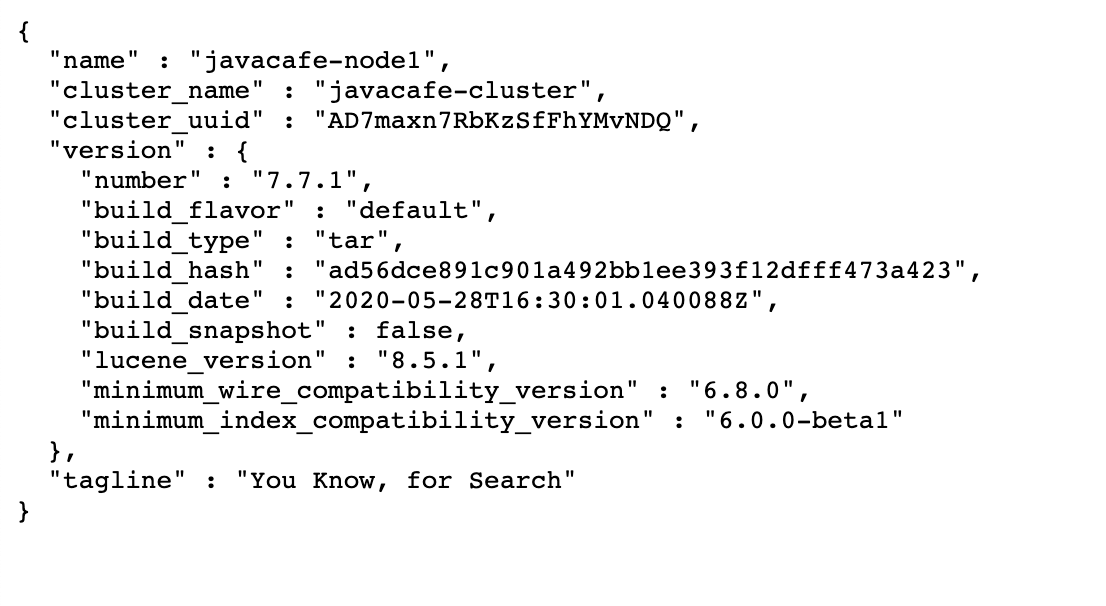 {
  "name" : "javacafe-node1",
  "cluster_name" : "javacafe-cluster",
  "cluster_uuid" : "AD7maxn7RbKzSfFhYMvNDQ",
  "version" : {
    "number" : "7.7.1",
    "build_flavor" : "default",
    "build_type" : "tar",
    "build_hash" : "ad56dce891c901a492bb1ee393f12dfff473a423",
    "build_date" : "2020-05-28T16:30:01.040088Z",
    "build_snapshot" : false,
    "lucene_version" : "8.5.1",
    "minimum_wire_compatibility_version" : "6.8.0",
    "minimum_index_compatibility_version" : "6.0.0-beta1"
  },
  "tagline" : "You Know, for Search"
}